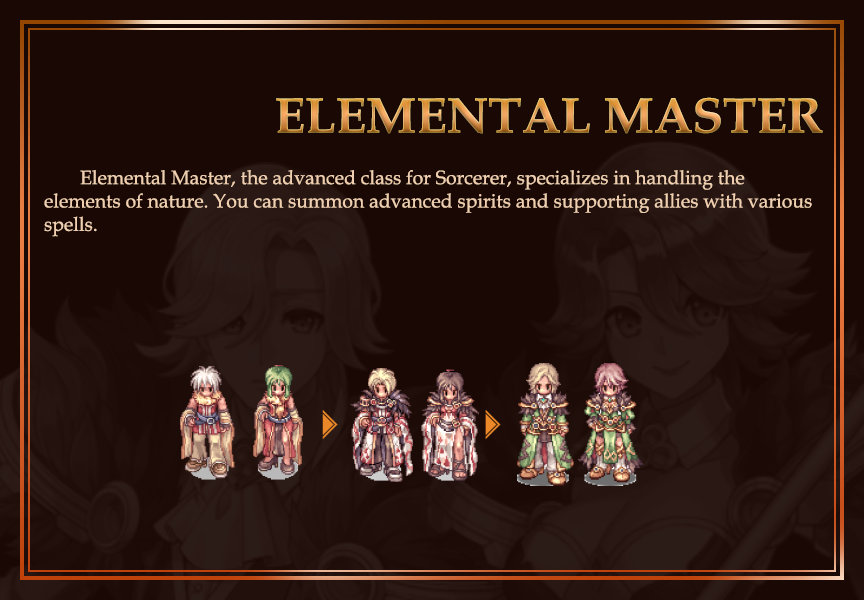 ELEMENTAL MASTER
Elemental Master, the advanced class for Sorcerer, specializes in handling the
elements of nature. You can summon advanced spirits and supporting allies with various
spells.